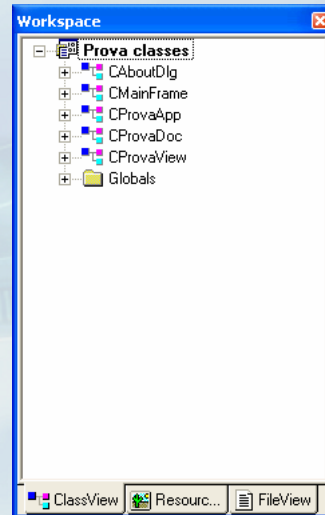 Workspace
Prova classes
CAboutDlg
CMainFrame
CProvaApp
CProvaDoc
CProvaView
Globals
ClassView Resourc... FileView